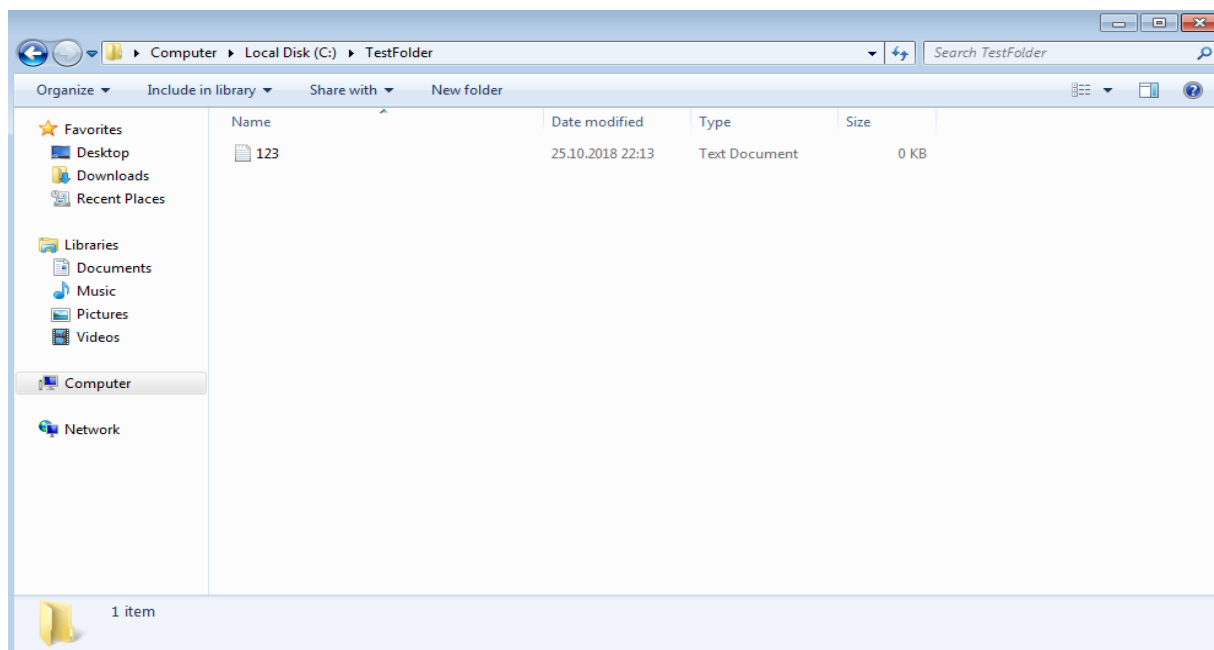 Computer Local Disk (C:) TestFolder Search TestFolder
Organize Include in library Share with New folder
Name Date modified Type Size
123 25.10.2018 22:13 Text Document 0 KB
Favorites
Desktop
Downloads
Recent Places
Libraries
Documents
Music
Pictures
Videos
Computer
Network
1 item